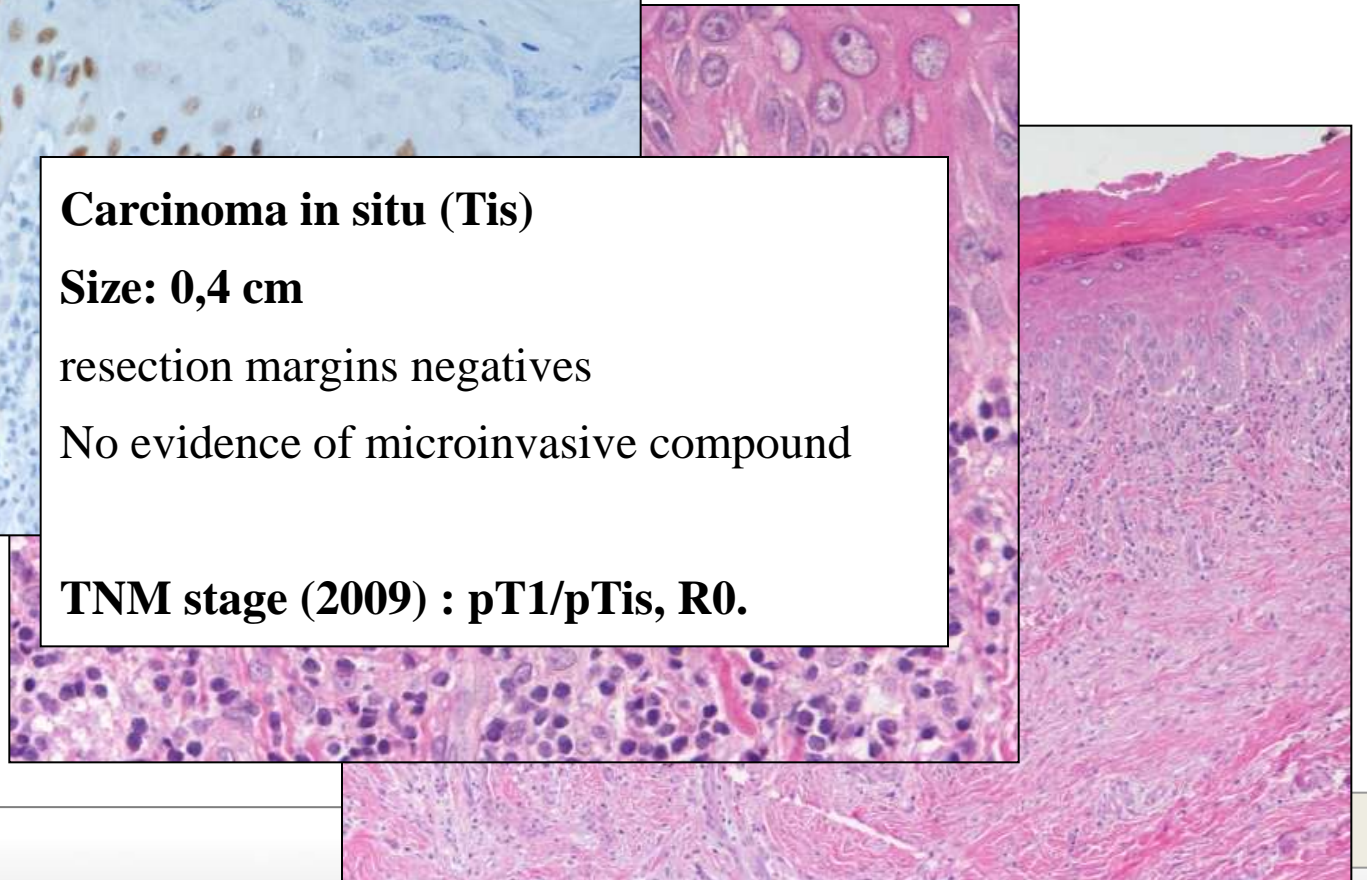 Carcinoma in situ (Tis)
Size: 0,4 cm
resection margins negatives
No evidence of microinvasive compound
TNM stage (2009) : pT1/pTis, R0.